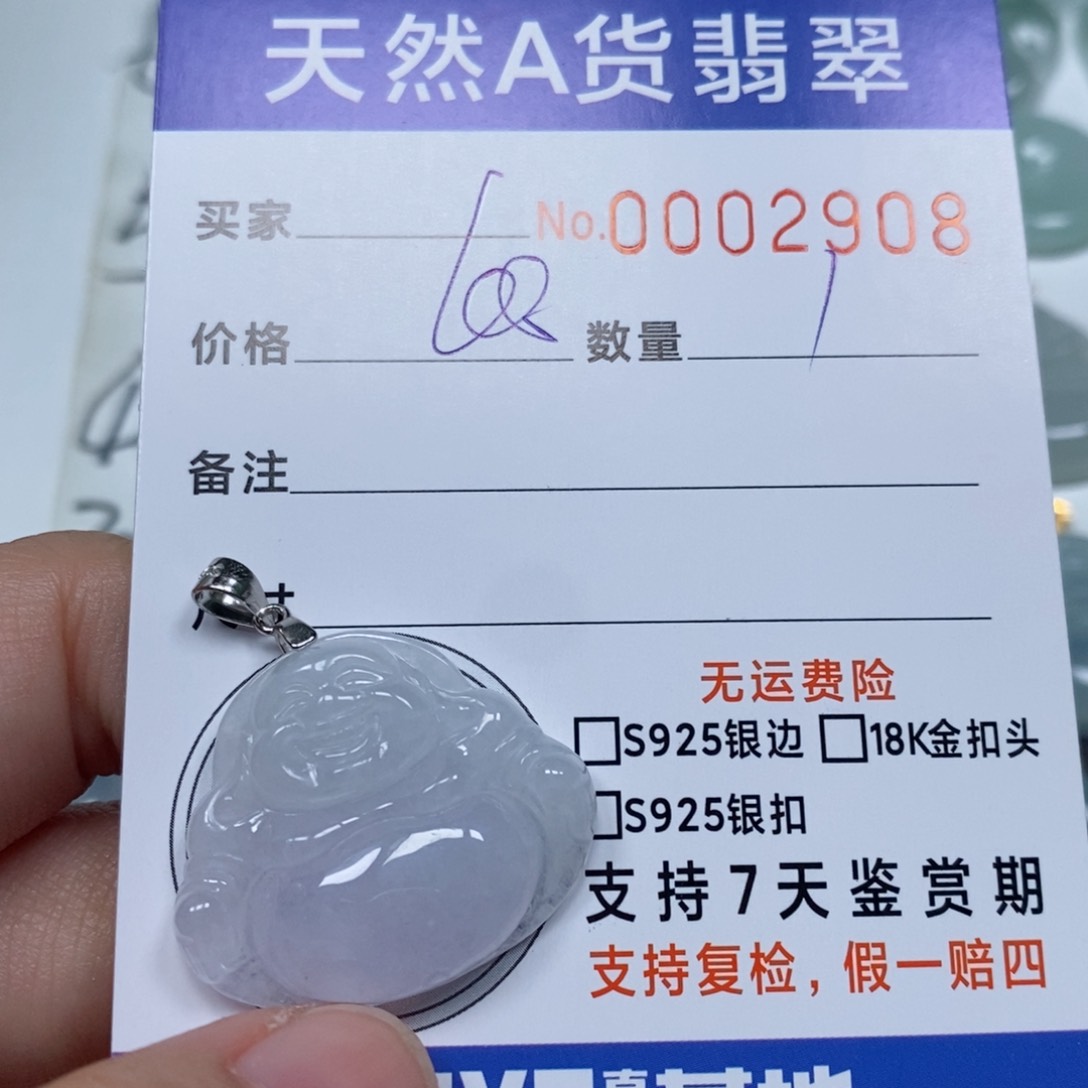 天然A货翡翠
买家 No.0002908
价格 数量 1
备注
无运费险
S925银边 18K金扣头
S925银扣
支持7天鉴赏期
支持复检，假一赔四